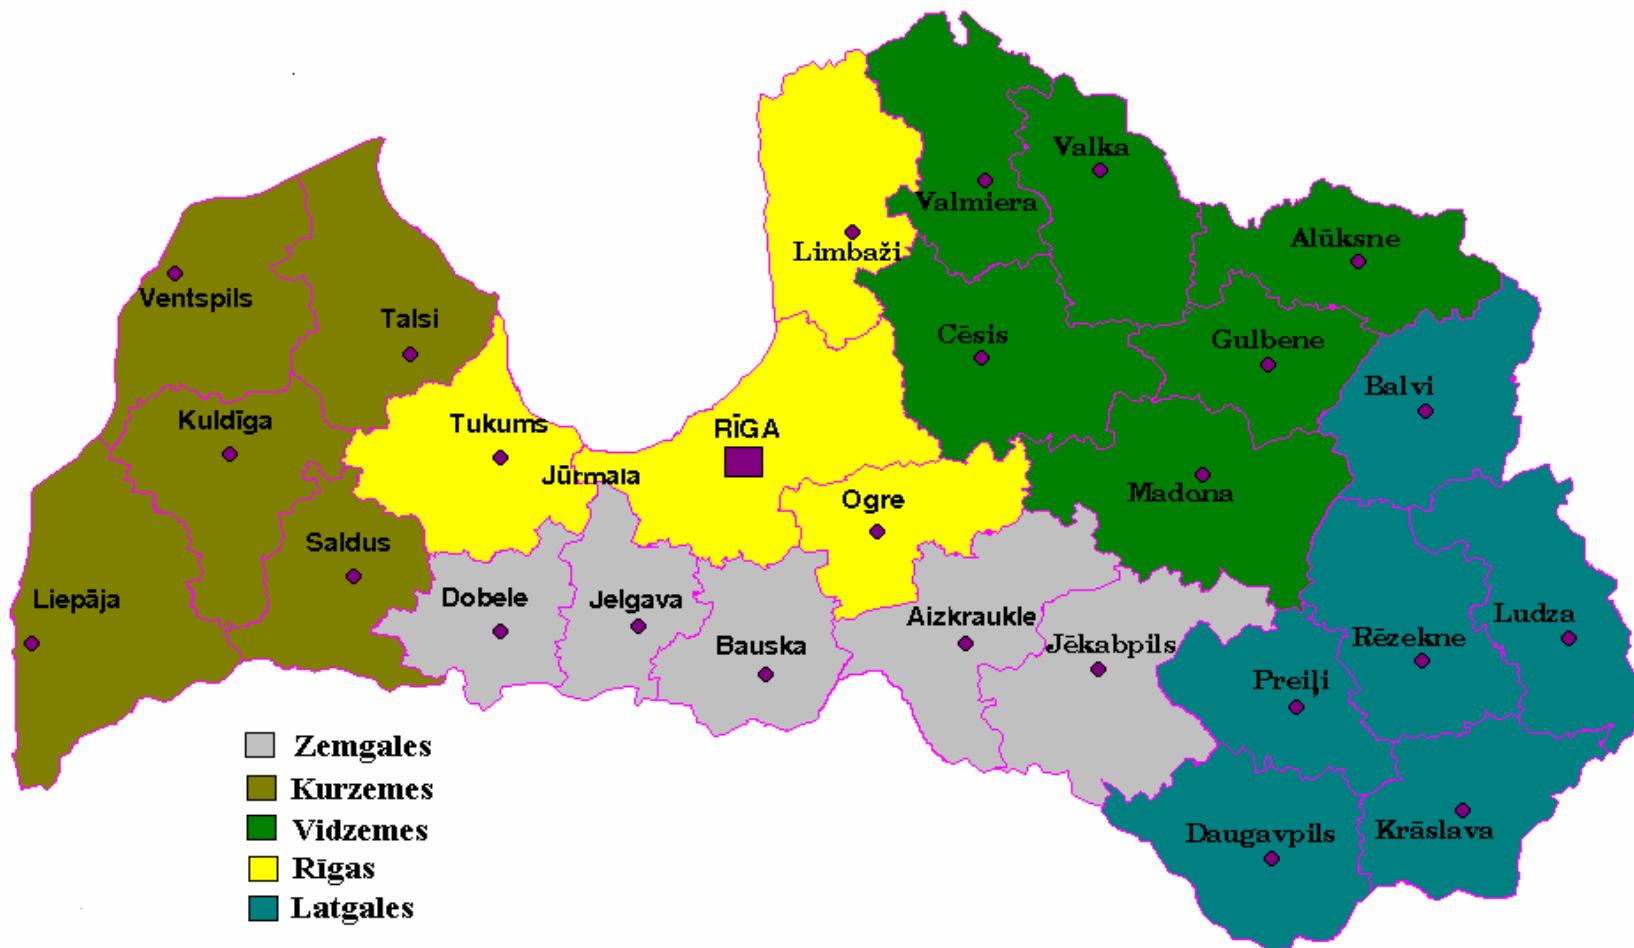 Valka
Valmiera
Alūksne
Limbaži
Ventspils
Talsi
Cēsis
Gulbene
Balvi
Kuldīga
Tukums
RĪGA
Jūrmala
Ogre
Madona
Saldus
Liepāja
Dobele
Jelgava
Aizkraukle
Bauska
Jēkabpils
Rēzekne
Ludza
Preiļi
Daugavpils
Krāslava
Zemgales
Kurzemes
Vidzemes
Rīgas
Latgales